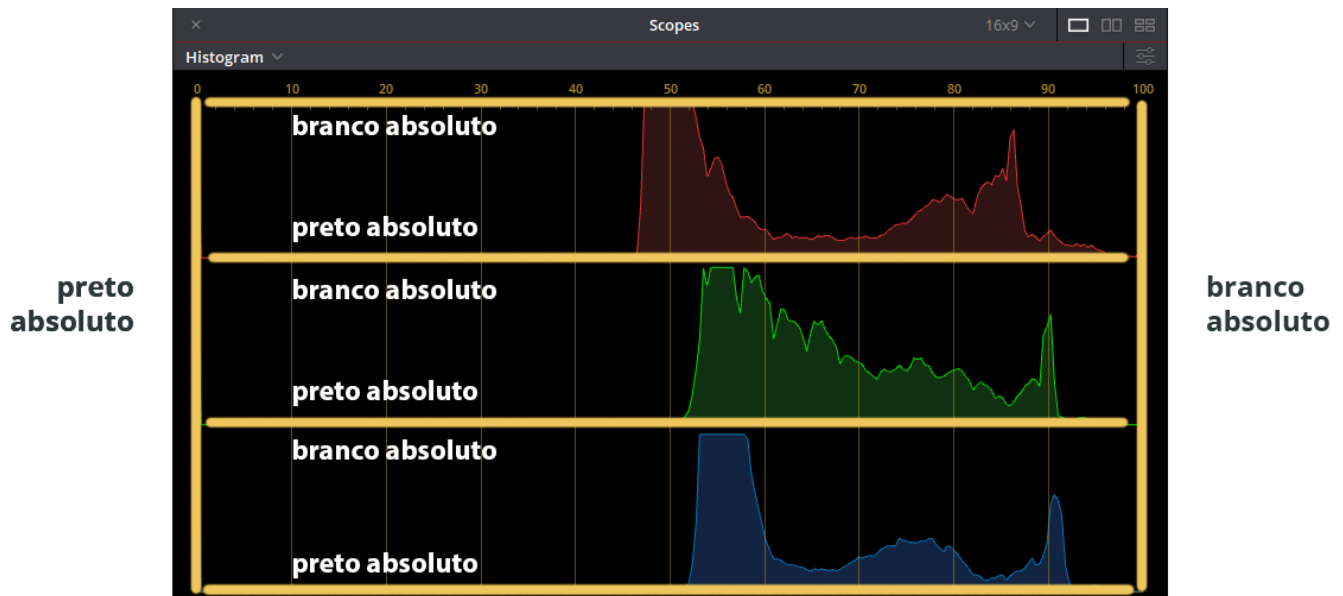 × Scopes 16x9
Histogram
0 10 20 30 40 50 60 70 80 90 100
branco absoluto
preto absoluto
branco absoluto
preto absoluto
branco absoluto
preto absoluto
preto
absoluto
branco
absoluto